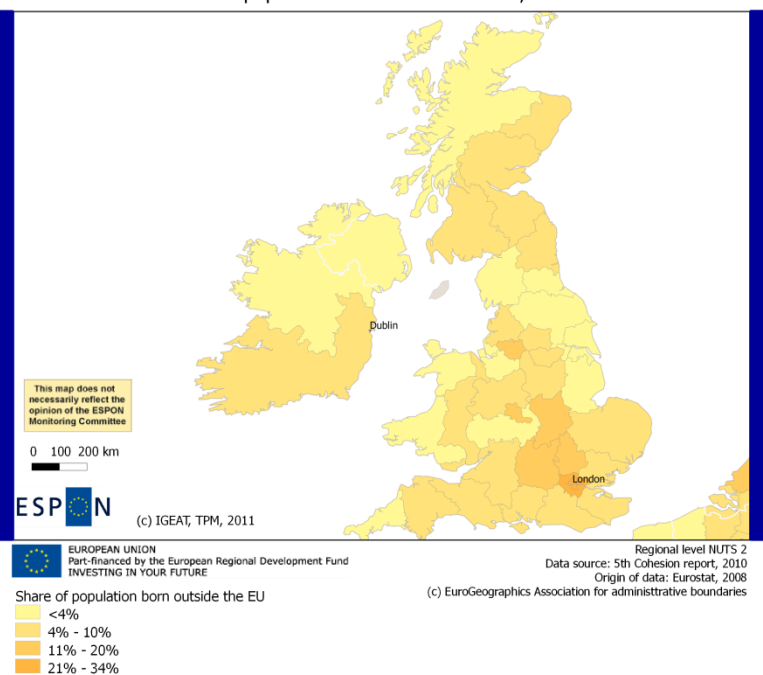 Dublin
This map does not
necessarily reflect the
opinion of the ESPON
Monitoring Committee
0 100 200 km
London
ESPON
(c) IGEAT, TPM, 2011
EUROPEAN UNION
Part-financed by the European Regional Development Fund
INVESTING IN YOUR FUTURE
Regional level NUTS 2
Data source: 5th Cohesion report, 2010
Origin of data: Eurostat, 2008
(c) EuroGeographics Association for administtrative boundaries
Share of population born outside the EU
<4%
4% - 10%
11% - 20%
21% - 34%